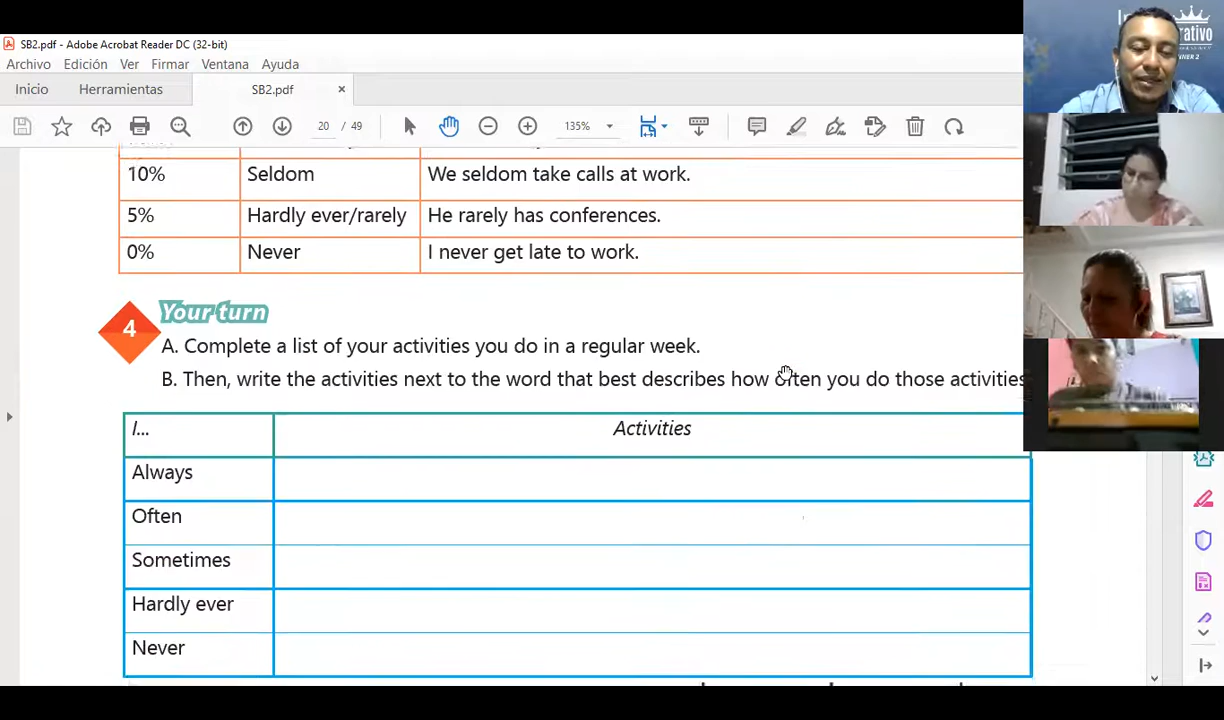 SB2.pdf - Adobe Acrobat Reader DC (32-bit)
Archivo Edición Ver Firmar Ventana Ayuda
Inicio Herramientas SB2.pdf ×
20 / 49 135%
10% Seldom We seldom take calls at work.
5% Hardly ever/rarely He rarely has conferences.
0% Never I never get late to work.
4 Your turn
A. Complete a list of your activities you do in a regular week.
B. Then, write the activities next to the word that best describes how often you do those activities
I... Activities
Always
Often
Sometimes
Hardly ever
Never